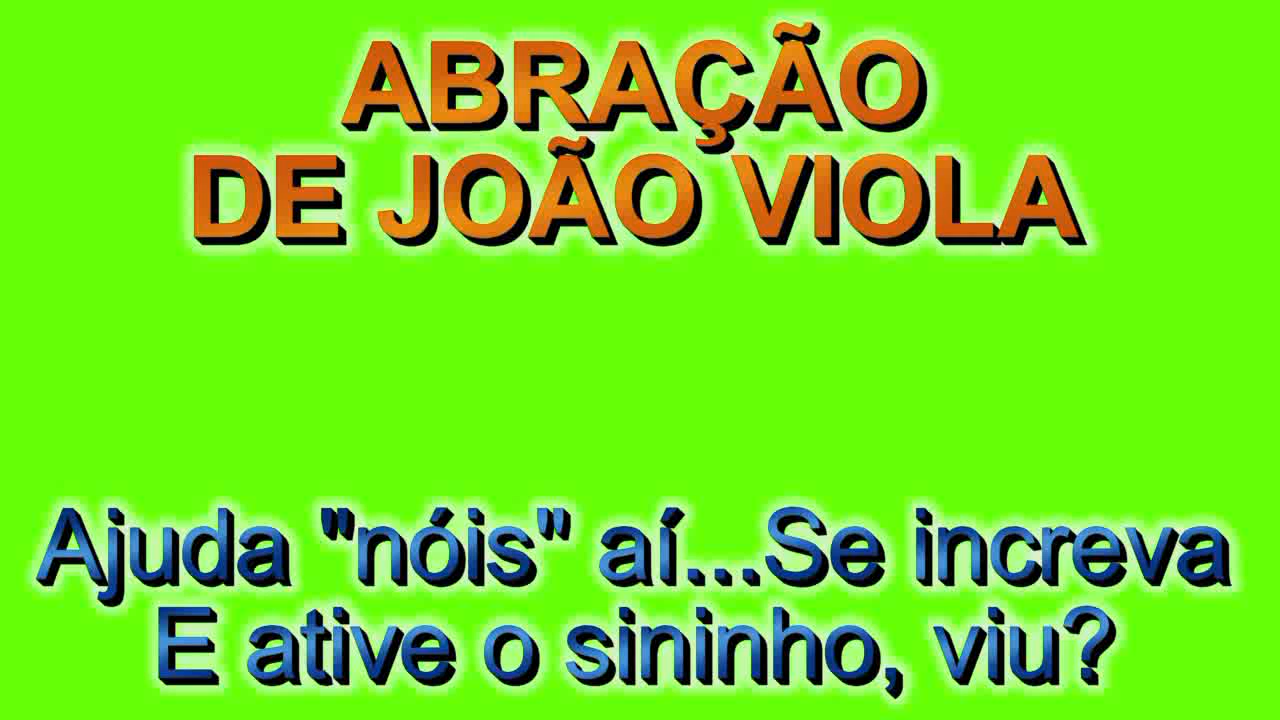 ABRAÇÃO
DE JOÃO VIOLA
Ajuda "nóis" aí...Se increva
E ative o sininho, viu?